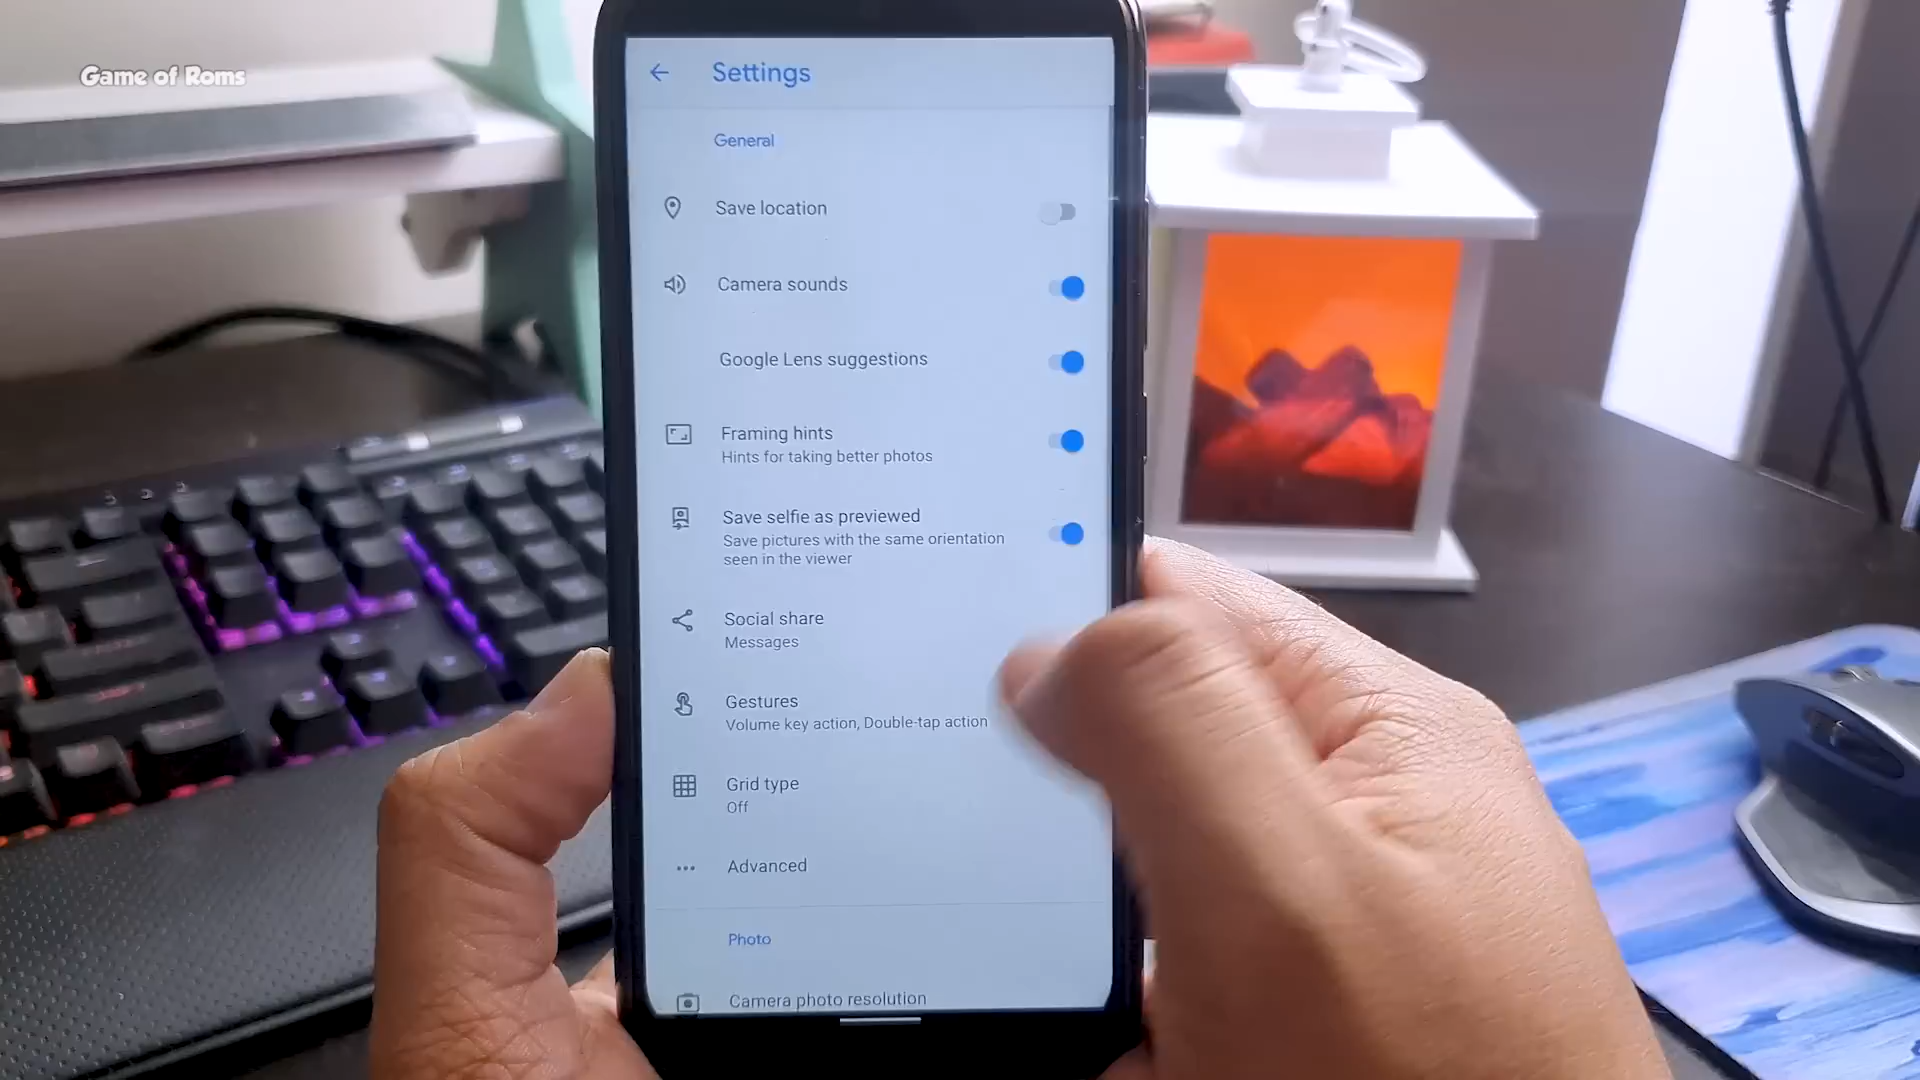 Game of Roms
Settings
General
Save location
Camera sounds
Google Lens suggestions
Framing hints
Hints for taking better photos
Save selfie as previewed
Save pictures with the same orientation
seen in the viewer
Social share
Messages
Gestures
Volume key action, Double-tap action
Grid type
Off
Advanced
Photo
Camera photo resolution